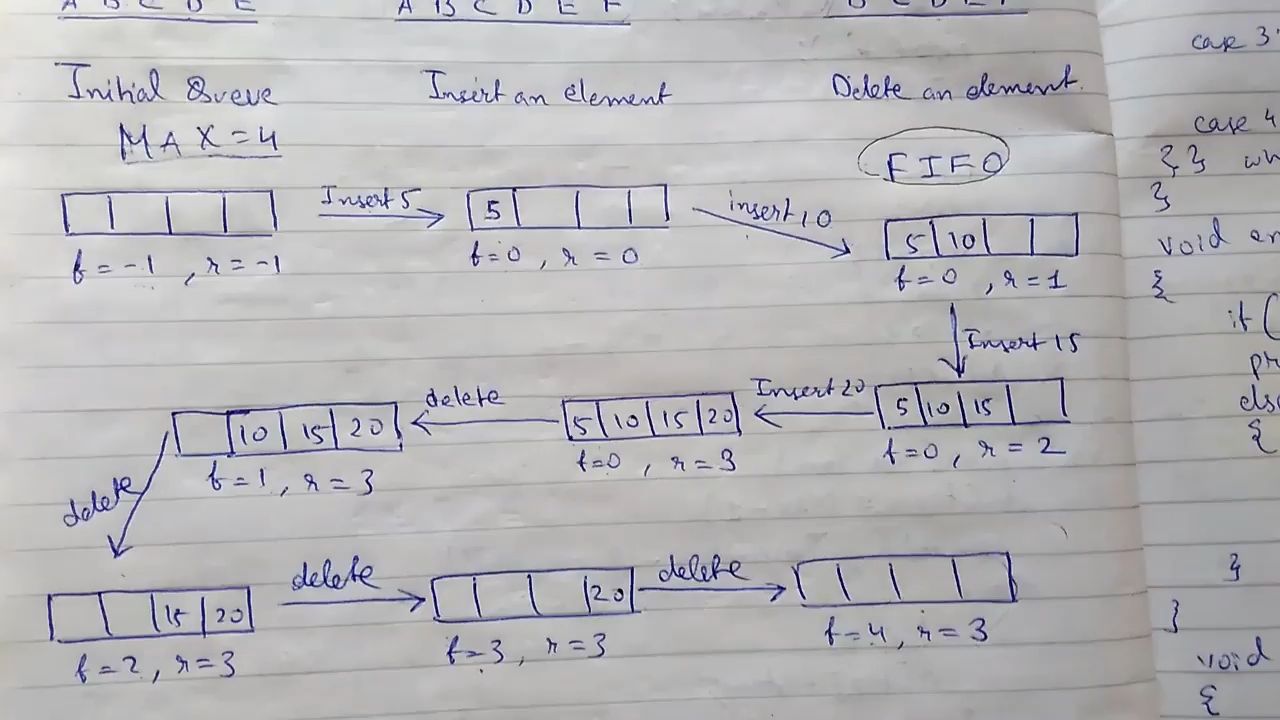 A B C D E
A B C D E F
B C D E F
Initial Queue
Insert an element
Delete an element.
MAX=4
FIFO
Insert 5
5
insert 10
5 10
f=-1, r=-1
f=0, r=0
f=0, r=1
Insert 15
delete
Insert 20
10 15 20
5 10 15 20
5 10 15
f=1, r=3
f=0, r=3
f=0, r=2
delete
delete
delete
15 20
20
f=2, r=3
f=3, r=3
f=4, r=3
case 3:
case 4
}} wh
}
void en
{
if (
pr
else
{
}
}
void
{